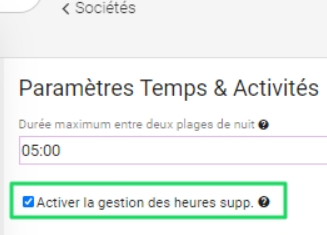 Sociétés
Paramètres Temps & Activités
Durée maximum entre deux plages de nuit
05:00
Activer la gestion des heures supp.